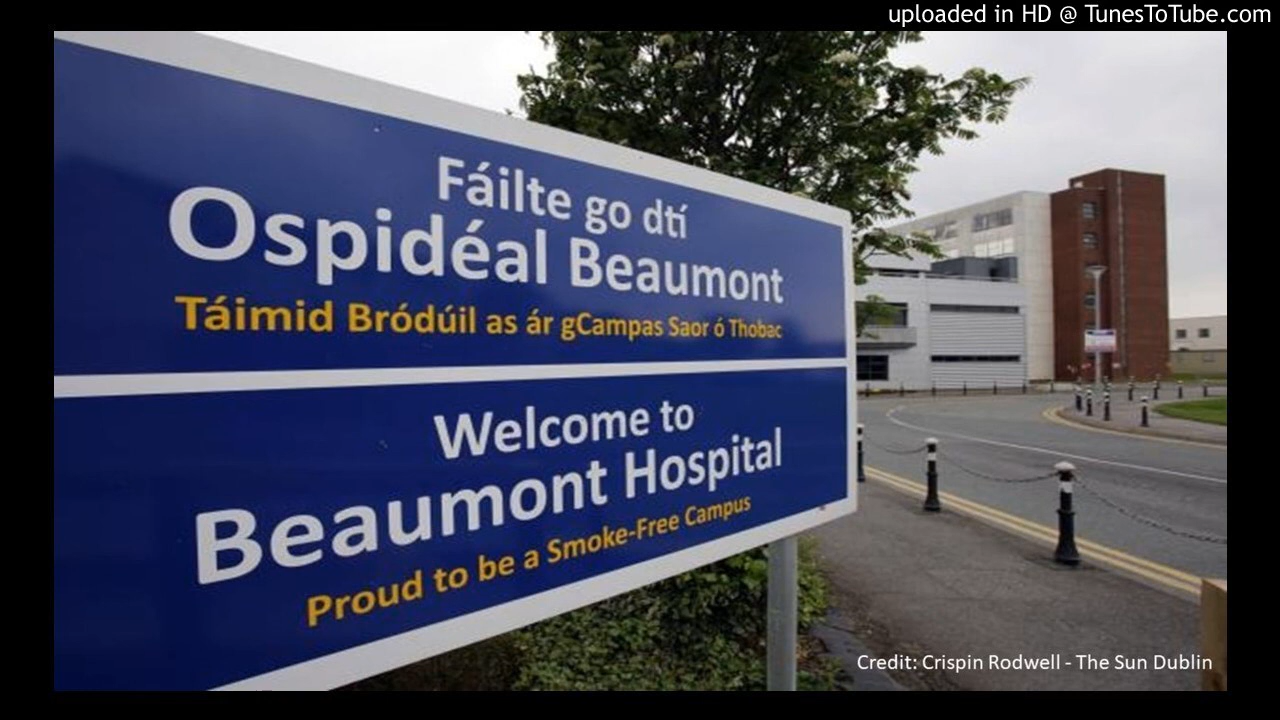 uploaded in HD @ TunesToTube.com
Fáilte go dtí
Ospidéal Beaumont
Táimid Bródúil as ár gCampas Saor ó Thobac
Welcome to
Beaumont Hospital
Proud to be a Smoke-Free Campus
Credit: Crispin Rodwell - The Sun Dublin